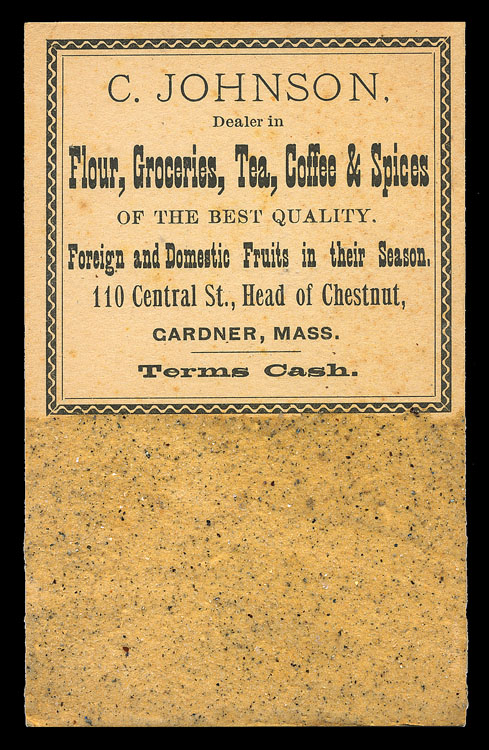 C. JOHNSON,
Dealer in
Flour, Groceries, Tea, Coffee & Spices
OF THE BEST QUALITY.
Foreign and Domestic Fruits in their Season.
110 Central St., Head of Chestnut,
GARDNER, MASS.
Terms Cash.